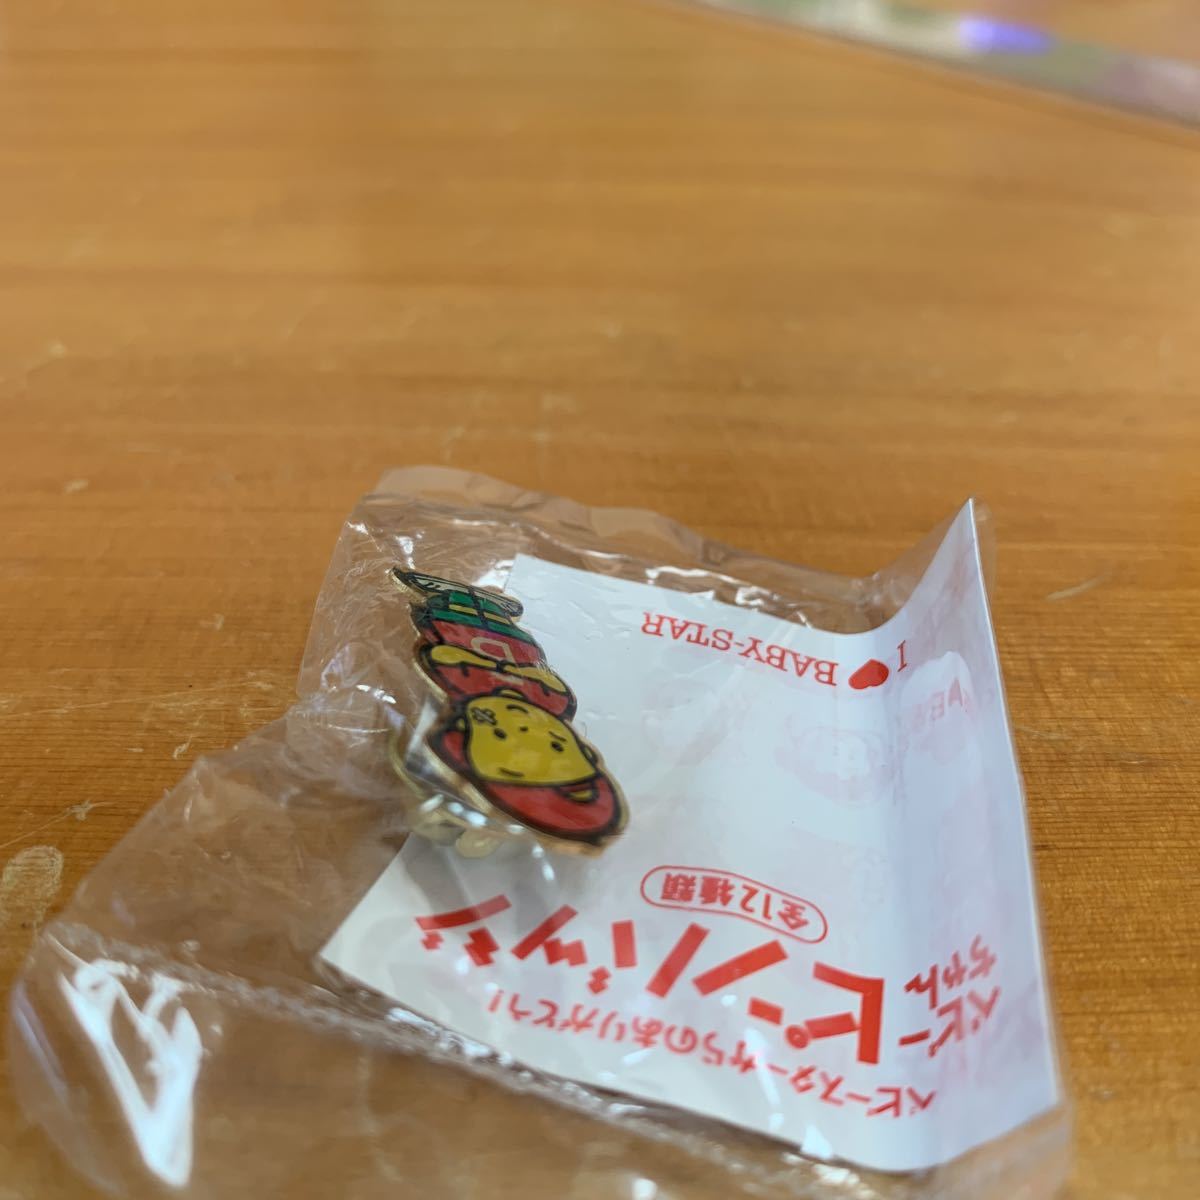 ベビースターからのありがとう!
ベビーちゃん
ピンバッジ
全12種類
I ♥ BABY-STAR
B